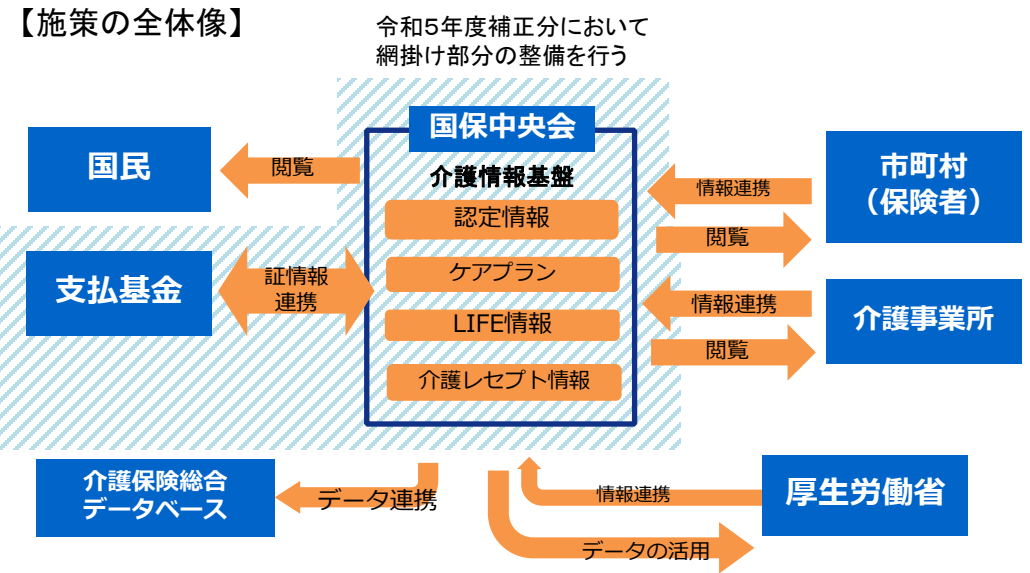 【施策の全体像】
令和５年度補正分において
網掛け部分の整備を行う
国保中央会
介護情報基盤
認定情報
ケアプラン
LIFE情報
介護レセプト情報
国民
閲覧
支払基金
証情報
連携
市町村
（保険者）
情報連携
閲覧
介護事業所
情報連携
閲覧
介護保険総合
データベース
データ連携
情報連携
厚生労働省
データの活用